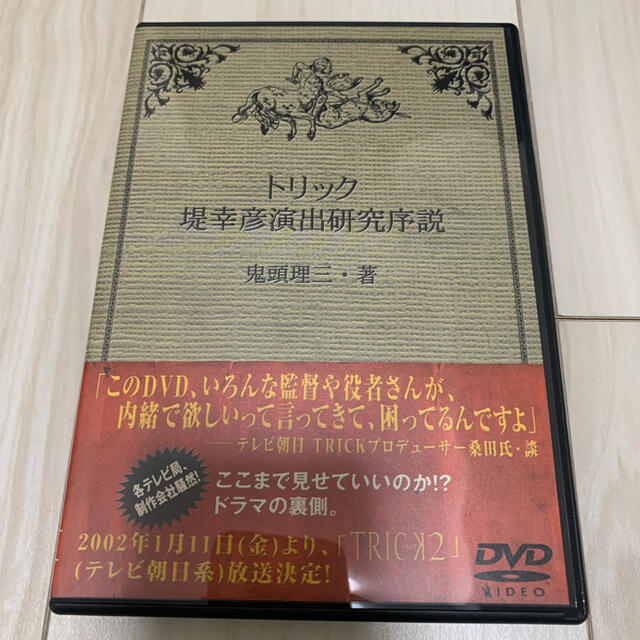 トリック
堤幸彦演出研究序説
鬼頭理三・著
「このDVD、いろんな監督や役者さんが、
内緒で欲しいって言ってきて、困ってるんですよ」
――テレビ朝日 TRICKプロデューサー桑田氏・談
各テレビ局、
制作会社騒然!
ここまで見せていいのか!?
ドラマの裏側。
2002年1月11日(金)より、「TRICK2」
(テレビ朝日系)放送決定!
DVD
VIDEO